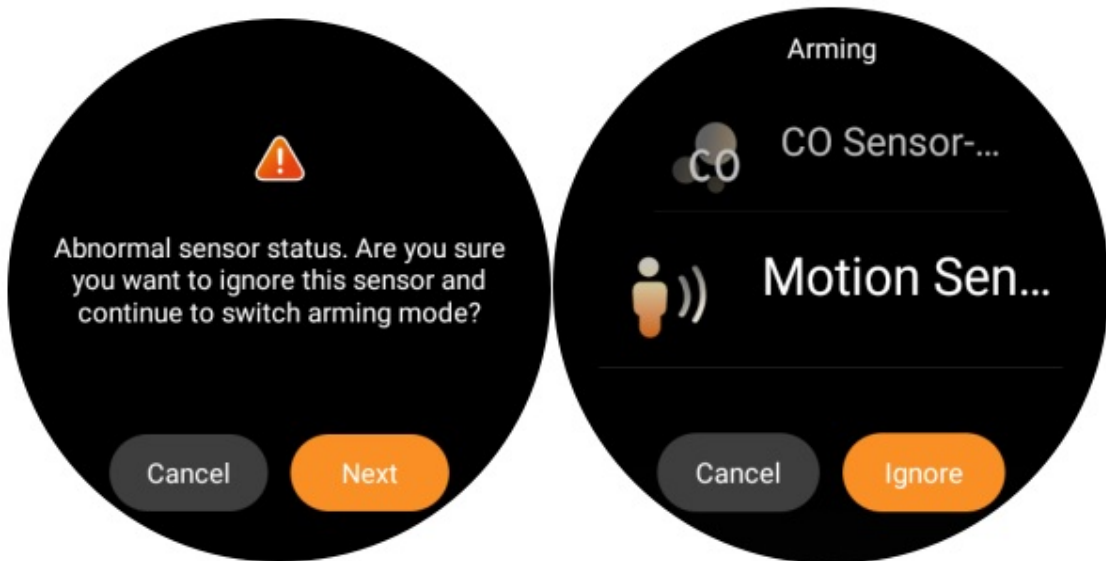 Abnormal sensor status. Are you sure
you want to ignore this sensor and
continue to switch arming mode?
Cancel
Next
Arming
CO
CO Sensor-...
Motion Sen...
Cancel
Ignore